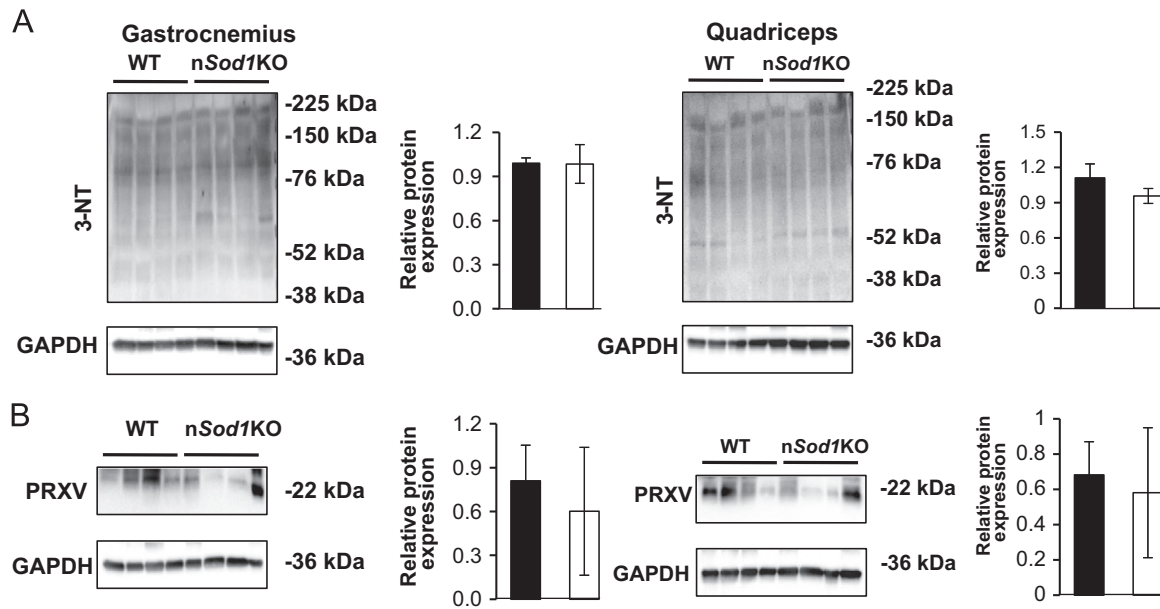 A
Gastrocnemius
WT nSod1KO
3-NT
-225 kDa
-150 kDa
-76 kDa
-52 kDa
-38 kDa
GAPDH
-36 kDa
Relative protein
expression
1.2
0.9
0.6
0.3
0.0
Quadriceps
WT nSod1KO
3-NT
-225 kDa
-150 kDa
-76 kDa
-52 kDa
-38 kDa
GAPDH
-36 kDa
Relative protein
expression
1.5
1.2
0.9
0.6
0.3
0
B
WT nSod1KO
PRXV
-22 kDa
GAPDH
-36 kDa
Relative protein
expression
1.2
0.9
0.6
0.3
0.0
WT nSod1KO
PRXV
-22 kDa
GAPDH
-36 kDa
Relative protein
expression
1
0.8
0.6
0.4
0.2
0